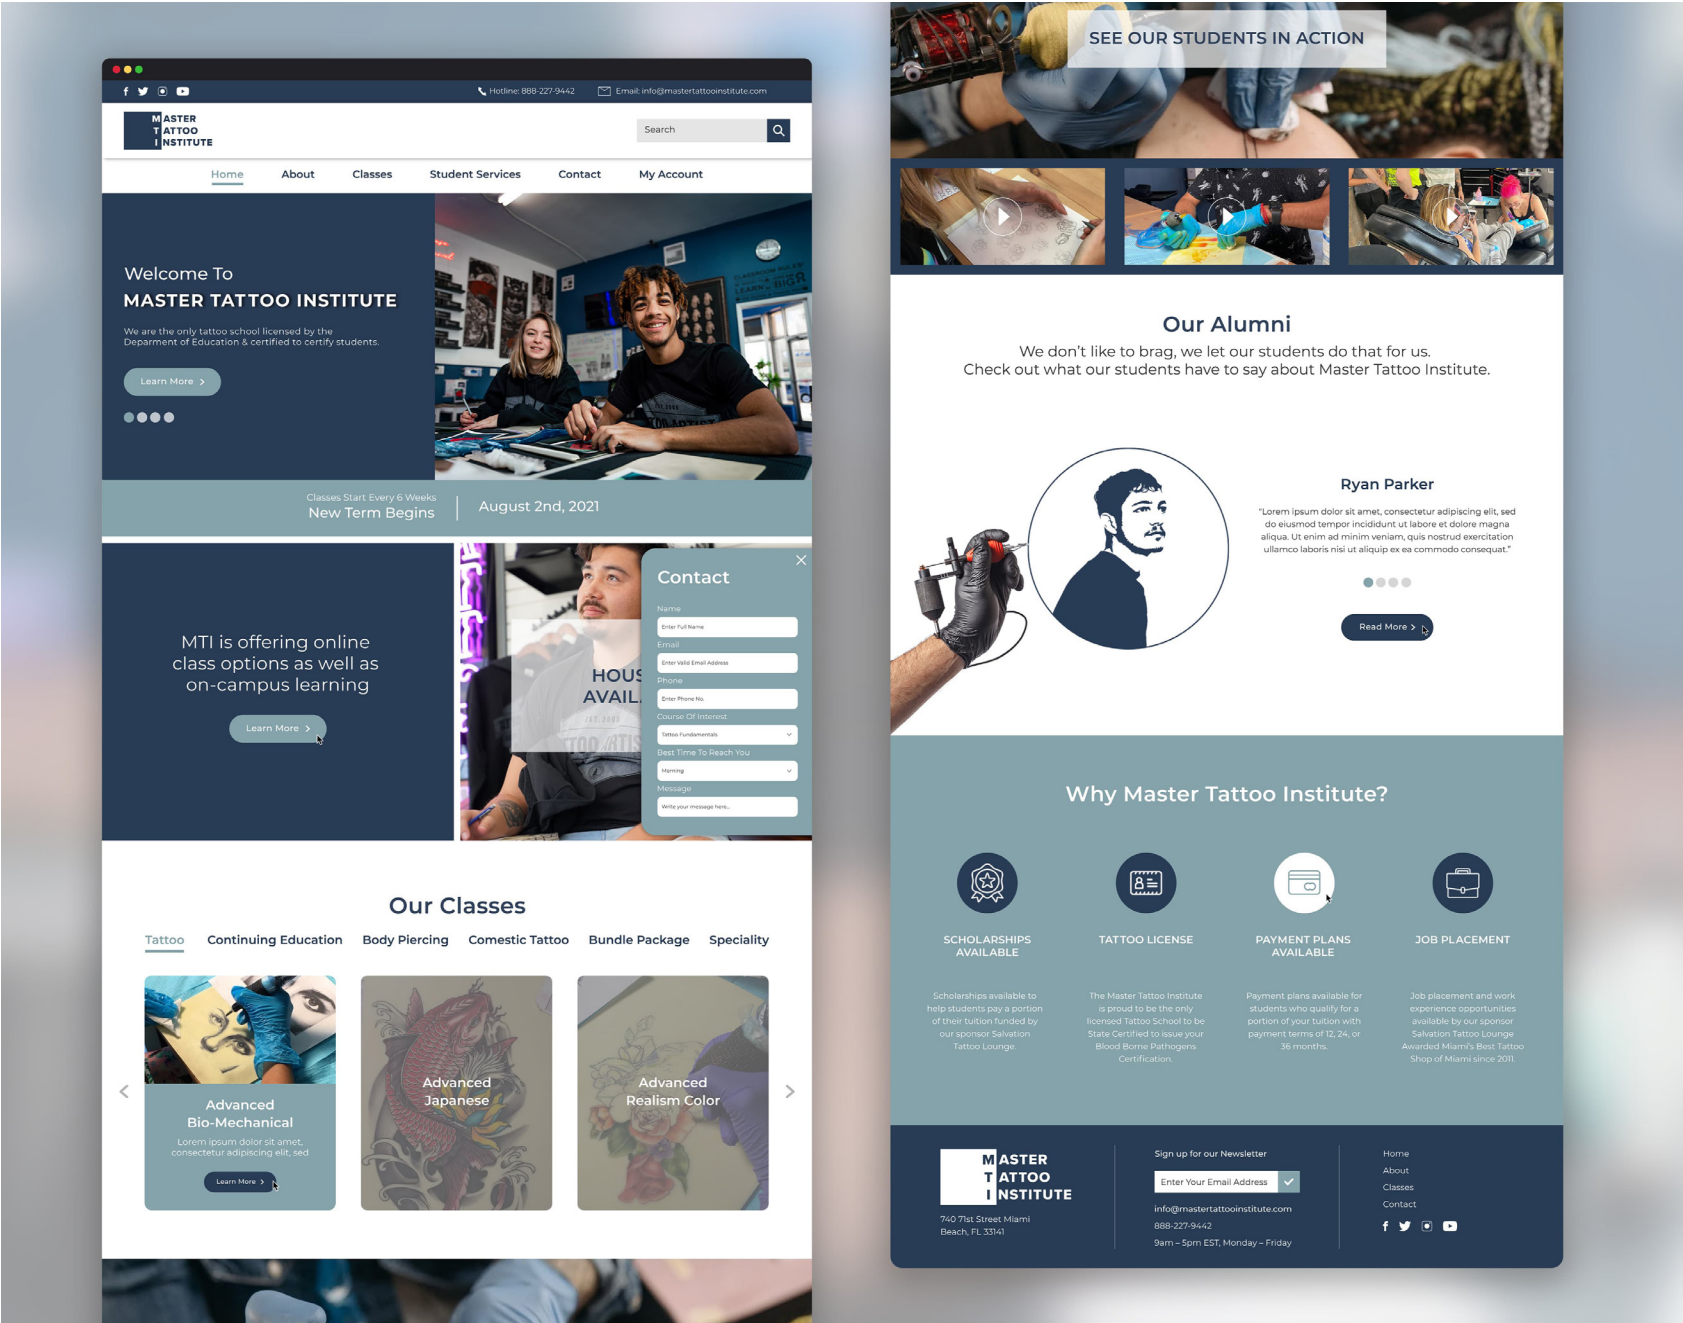 Hotline: 888-227-9442
Email: info@mastertattooinstitute.com
MASTER
TATTOO
INSTITUTE
Search
Home
About
Classes
Student Services
Contact
My Account
Welcome To
MASTER TATTOO INSTITUTE
We are the only tattoo school licensed by the
Deparment of Education & certified to certify students.
Learn More >
Classes Start Every 6 Weeks
New Term Begins
August 2nd, 2021
MTI is offering online
class options as well as
on-campus learning
Learn More >
HOUS
AVAIL
Contact
Name
Enter Full Name
Email
Enter Valid Email Address
Phone
Enter Phone No.
Course Of Interest
Tattoo Fundamentals
Best Time To Reach You
Morning
Message
Write your message here...
Our Classes
Tattoo
Continuing Education
Body Piercing
Comestic Tattoo
Bundle Package
Speciality
Advanced
Bio-Mechanical
Lorem ipsum dolor sit amet,
consectetur adipiscing elit, sed
Learn More >
Advanced
Japanese
Advanced
Realism Color
SEE OUR STUDENTS IN ACTION
Our Alumni
We don't like to brag, we let our students do that for us.
Check out what our students have to say about Master Tattoo Institute.
Ryan Parker
"Lorem ipsum dolor sit amet, consectetur adipiscing elit, sed
do eiusmod tempor incididunt ut labore et dolore magna
aliqua. Ut enim ad minim veniam, quis nostrud exercitation
ullamco laboris nisi ut aliquip ex ea commodo consequat."
Read More >
Why Master Tattoo Institute?
SCHOLARSHIPS
AVAILABLE
Scholarships available to
help students pay a portion
of their tuition funded by
our sponsor Salvation
Tattoo Lounge.
TATTOO LICENSE
The Master Tattoo Institute
is proud to be the only
licensed Tattoo School to be
State Certified to issue your
Blood Borne Pathogens
Certification.
PAYMENT PLANS
AVAILABLE
Payment plans available for
students who qualify for a
portion of your tuition with
payment terms of 12, 24, or
36 months.
JOB PLACEMENT
Job placement and work
experience opportunities
available by our sponsor
Salvation Tattoo Lounge
Awarded Miami's Best Tattoo
Shop of Miami since 2011.
MASTER
TATTOO
INSTITUTE
740 71st Street Miami
Beach, FL 33141
Sign up for our Newsletter
Enter Your Email Address
info@mastertattooinstitute.com
888-227-9442
9am – 5pm EST, Monday – Friday
Home
About
Classes
Contact